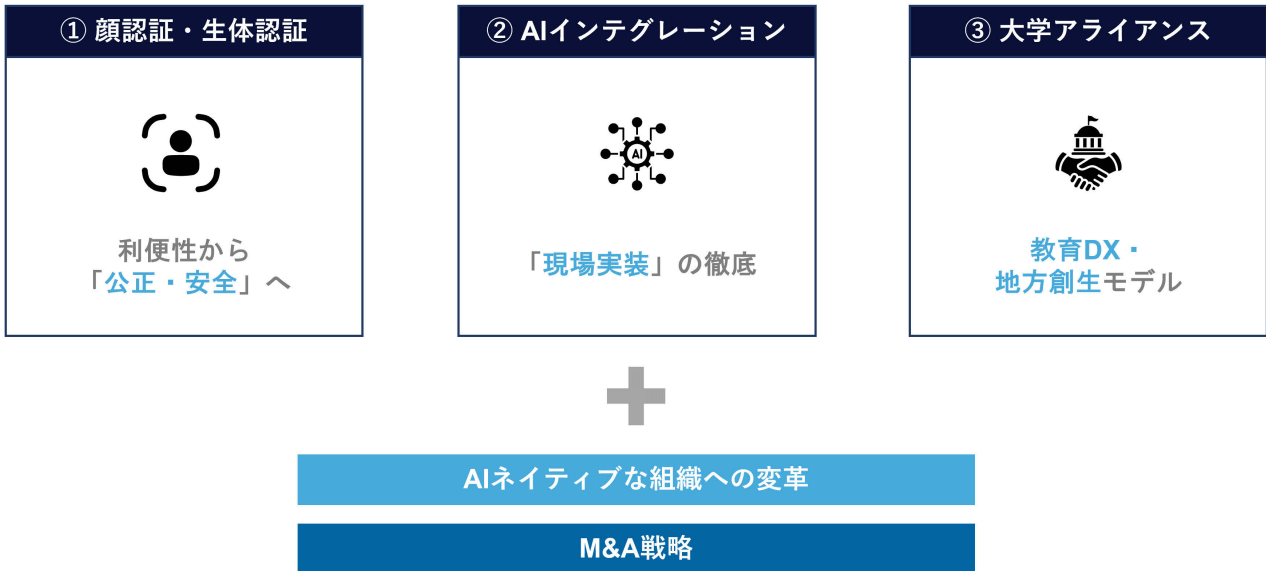 ① 顔認証・生体認証
利便性から
「公正・安全」へ
② AIインテグレーション
AI
「現場実装」の徹底
③ 大学アライアンス
教育DX・
地方創生モデル
AIネイティブな組織への変革
M&A戦略